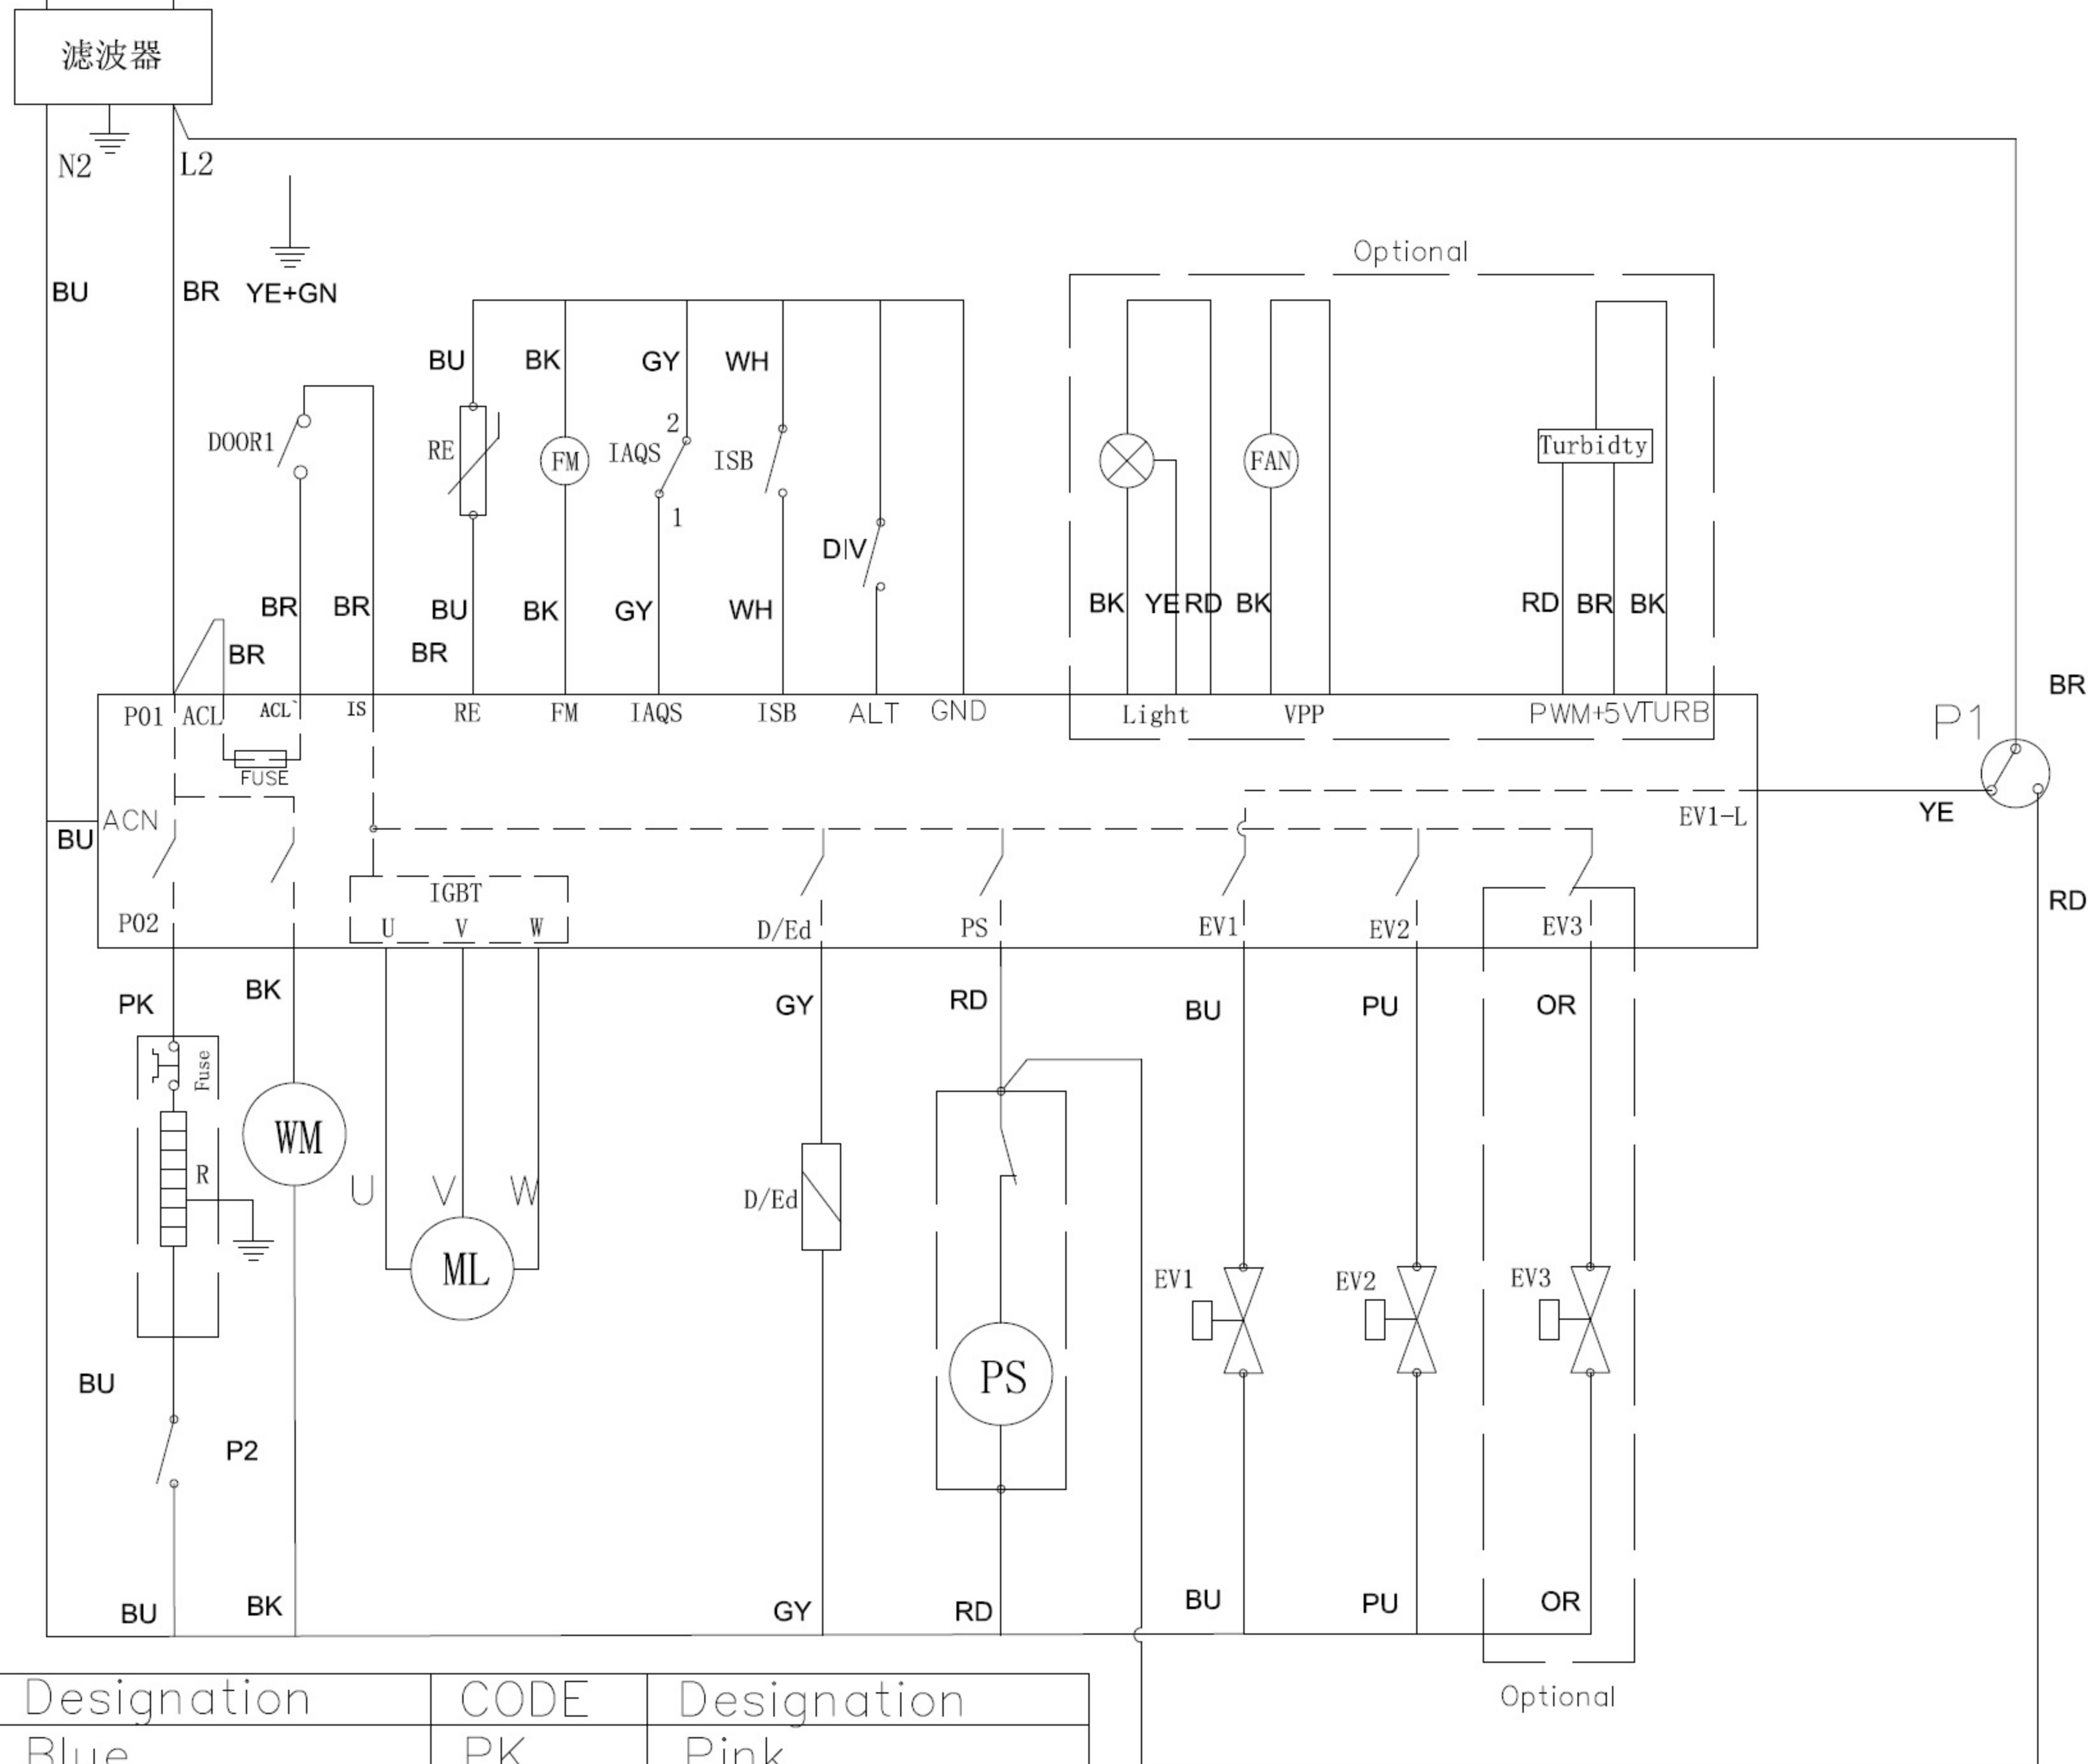 滤波器
N2
L2
Optional
BU
BR
YE+GN
BU
BK
GY
WH
2
DOOR1
RE
FM
IAQS
ISB
FAN
Turbidty
1
DIV
BR
BR
BU
BK
GY
WH
BK
YE
RD
BK
RD
BR
BK
BR
BR
BR
P01
ACL
ACL`
IS
RE
FM
IAQS
ISB
ALT
GND
Light
VPP
PWM+5VTURB
P1
FUSE
ACN
EV1-L
YE
BU
IGBT
RD
P02
U
V
W
D/Ed
PS
EV1
EV2
EV3
PK
BK
GY
RD
BU
PU
OR
Fuse
WM
R
U
V
W
D/Ed
ML
EV1
EV2
EV3
PS
BU
P2
BU
BK
GY
RD
BU
PU
OR
Designation
CODE
Designation
Optional
Blue
PK
Pink